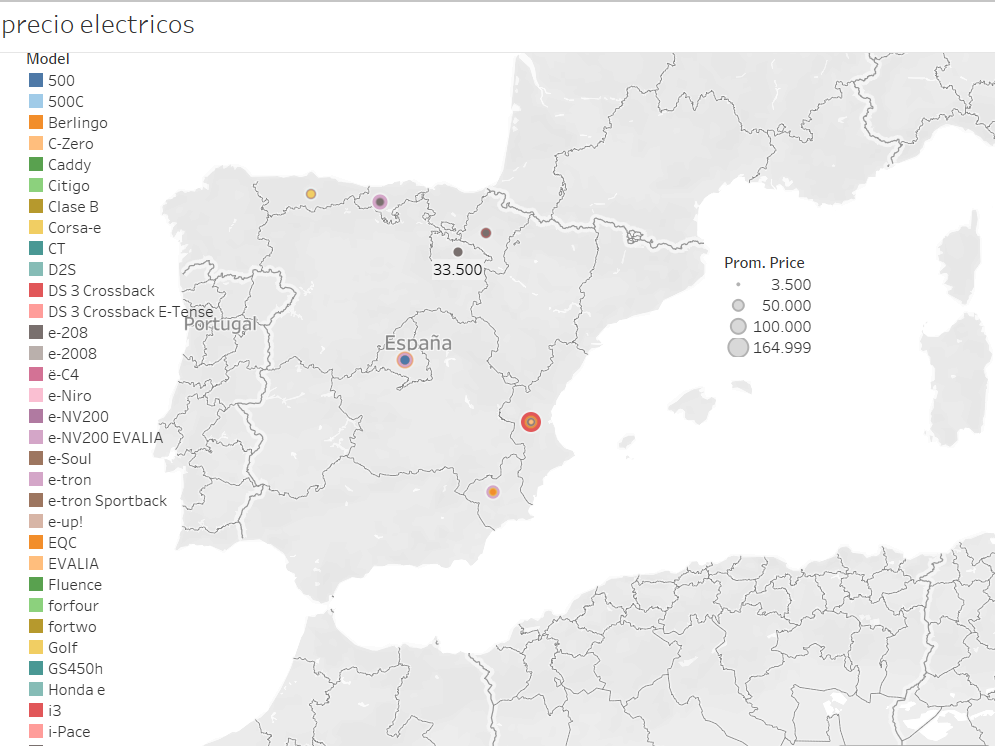 precio electricos
Model
500
500C
Berlingo
C-Zero
Caddy
Citigo
Clase B
Corsa-e
CT
D2S
DS 3 Crossback
DS 3 Crossback E-Tense
e-208
e-2008
ë-C4
e-Niro
e-NV200
e-NV200 EVALIA
e-Soul
e-tron
e-tron Sportback
e-up!
EQC
EVALIA
Fluence
forfour
fortwo
Golf
GS450h
Honda e
i3
i-Pace
33.500
Portugal
España
Prom. Price
3.500
50.000
100.000
164.999